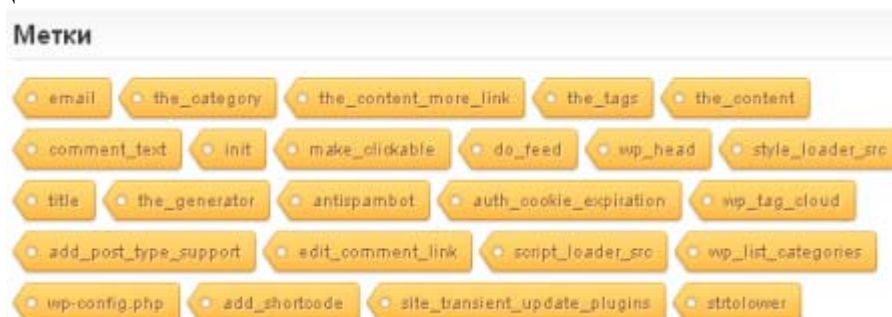 Метки
email the_category the_content_more_link the_tags the_content
comment_text init make_clickable do_feed wp_head style_loader_src
title the_generator antispambot auth_cookie_expiration wp_tag_cloud
add_post_type_support edit_comment_link script_loader_src wp_list_categories
wp-config.php add_shortcode site_transient_update_plugins strtolower